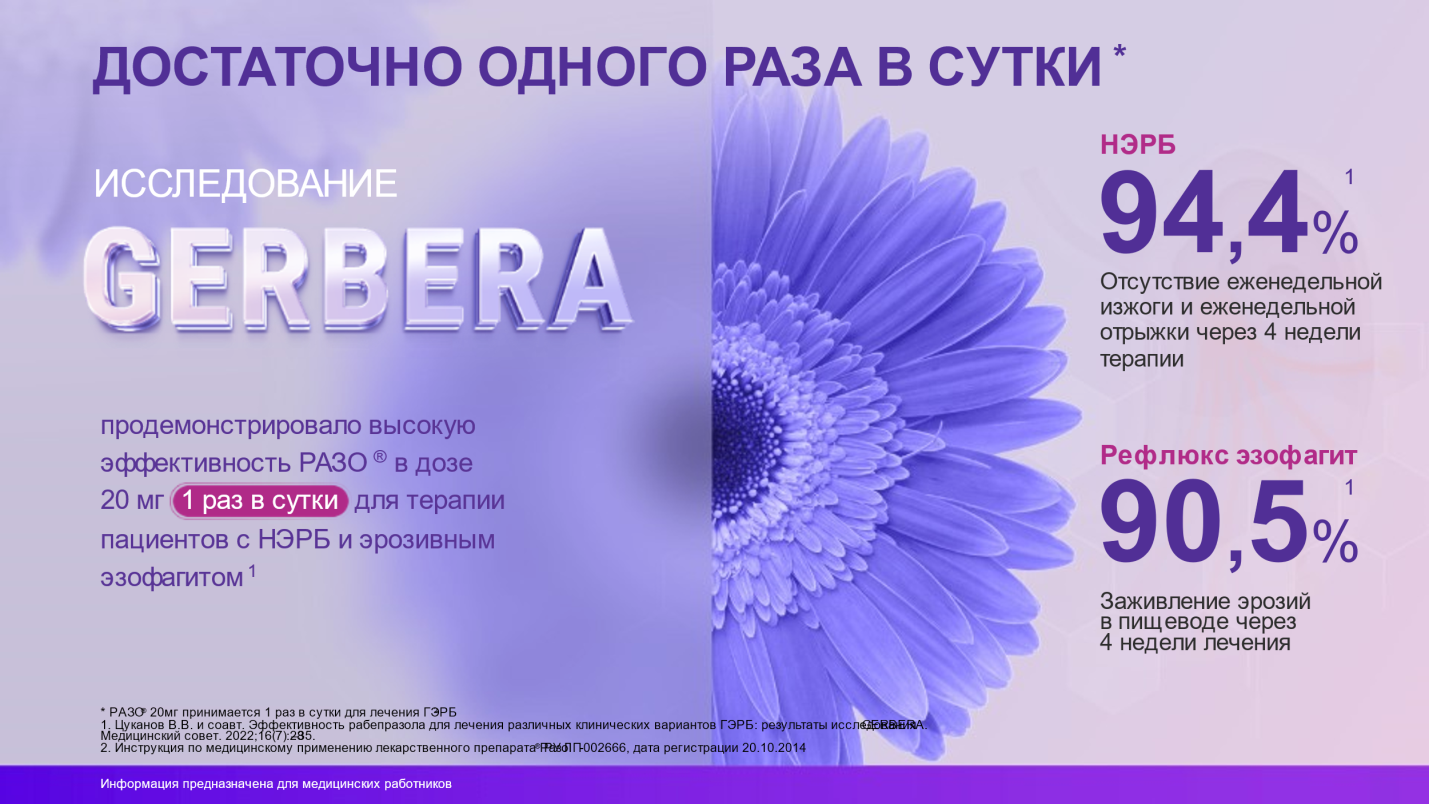 ДОСТАТОЧНО ОДНОГО РАЗА В СУТКИ *
ИССЛЕДОВАНИЕ
GERBERA
продемонстрировало высокую
эффективность РАЗО ® в дозе
20 мг 1 раз в сутки для терапии
пациентов с НЭРБ и эрозивным
эзофагитом 1
НЭРБ
94,4% 1
Отсутствие еженедельной
изжоги и еженедельной
отрыжки через 4 недели
терапии
Рефлюкс эзофагит
90,5% 1
Заживление эрозий
в пищеводе через
4 недели лечения
* РАЗО® 20мг принимается 1 раз в сутки для лечения ГЭРБ
1. Цуканов В.В. и соавт. Эффективность рабепразола для лечения различных клинических вариантов ГЭРБ: результаты исследования GERBERA.
Медицинский совет. 2022;16(7):
2. Инструкция по медицинскому применению лекарственного препарата Разо® ЛП-002666, дата регистрации 20.10.2014
Информация предназначена для медицинских работников